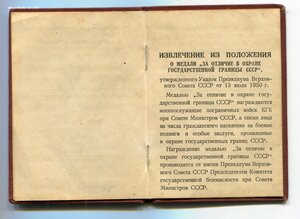 ИЗВЛЕЧЕНИЕ ИЗ ПОЛОЖЕНИЯ
О МЕДАЛИ „ЗА ОТЛИЧИЕ В ОХРАНЕ
ГОСУДАРСТВЕННОЙ ГРАНИЦЫ СССР“,
утвержденного Указом Президиума Верхов-
ного Совета СССР от 13 июля 1950 г.
Медалью „За отличие в охране госу-
дарственной границы СССР“ награждаются
военнослужащие пограничных войск КГБ
при Совете Министров СССР, а также лица
из числа гражданского населения за боевые
подвиги и особые заслуги, проявленные
в охране государственных границ СССР.
Награждение медалью „За отличие в
охране государственной границы СССР“
производится от имени Президиума Верхов-
ного Совета СССР Председателем Комитета
государственной безопасности при Совете
Министров СССР.